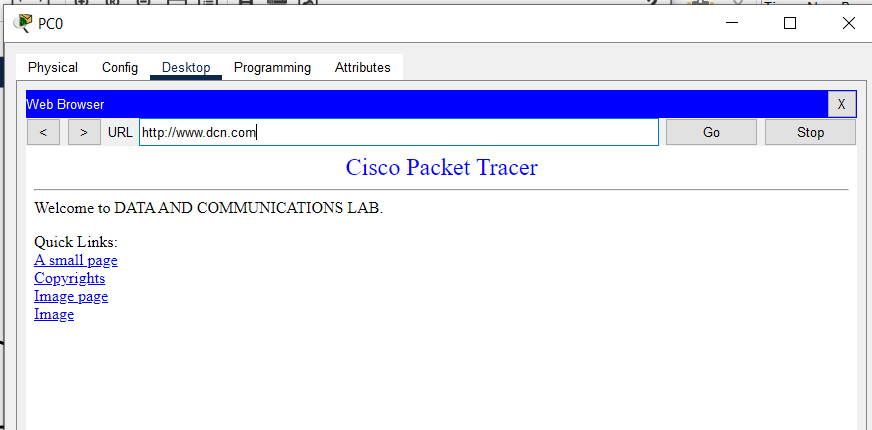 PC0
Physical Config Desktop Programming Attributes
Web Browser X
< > URL http://www.dcn.com Go Stop
Cisco Packet Tracer
Welcome to DATA AND COMMUNICATIONS LAB.
Quick Links:
A small page
Copyrights
Image page
Image